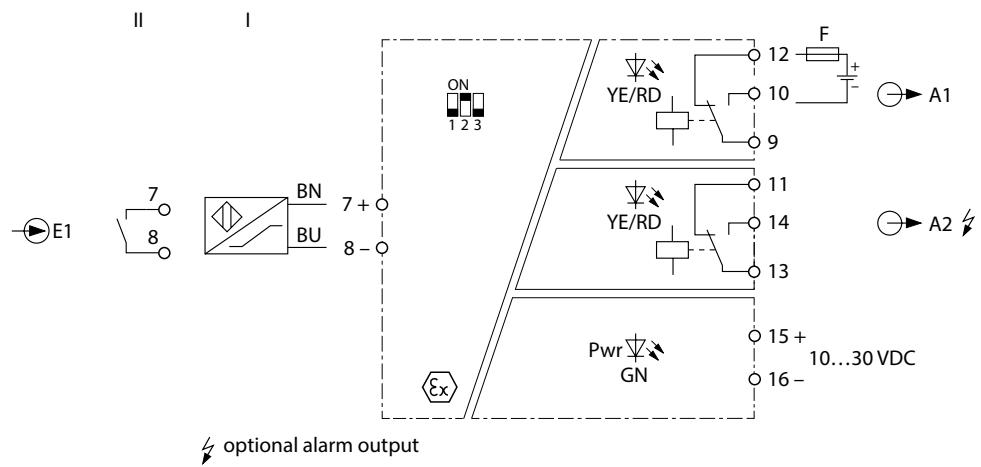 II I
ON
1 2 3
YE/RD
12
F
+
–
10
A1
9
E1
7
8
BN
BU
7 +
8 –
YE/RD
11
14
A2
13
Pwr
GN
15 +
16 –
10…30 VDC
Ex
optional alarm output